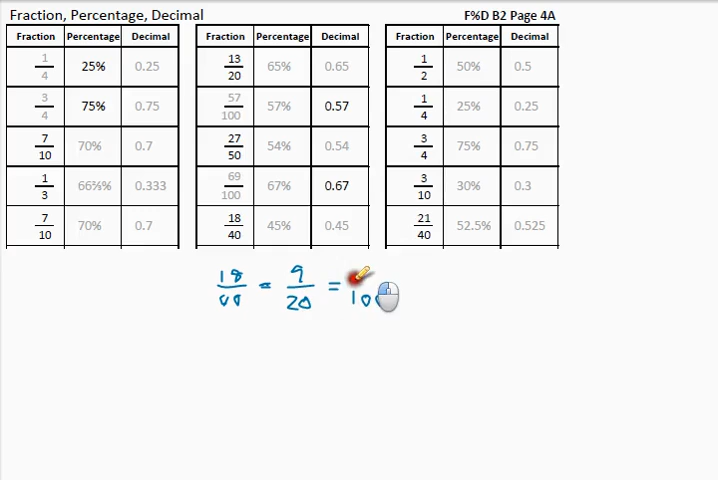 Fraction, Percentage, Decimal F%D B2 Page 4A
Fraction Percentage Decimal Fraction Percentage Decimal Fraction Percentage Decimal
1/4 25% 0.25 13/20 65% 0.65 1/2 50% 0.5
3/4 75% 0.75 57/100 57% 0.57 1/4 25% 0.25
7/10 70% 0.7 27/50 54% 0.54 3/4 75% 0.75
1/3 66⅔% 0.333 69/100 67% 0.67 3/10 30% 0.3
7/10 70% 0.7 18/40 45% 0.45 21/40 52.5% 0.525
18 = 9/20 = 100